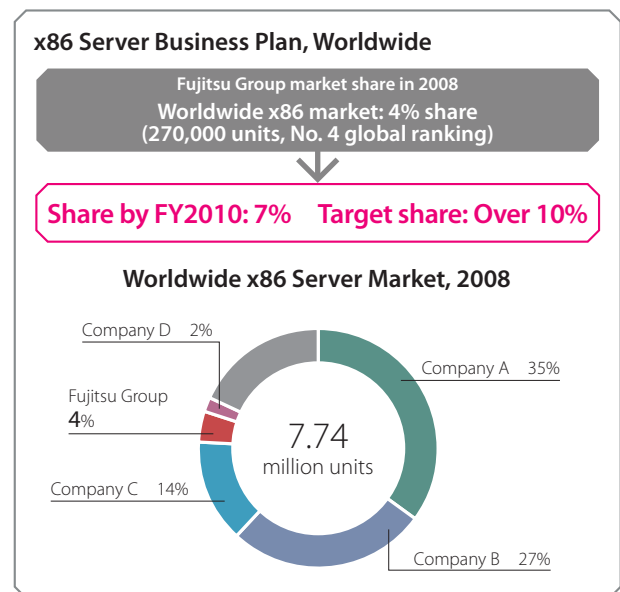 x86 Server Business Plan, Worldwide
Fujitsu Group market share in 2008
Worldwide x86 market: 4% share
(270,000 units, No. 4 global ranking)
Share by FY2010: 7% Target share: Over 10%
Worldwide x86 Server Market, 2008
Company D 2%
Company A 35%
Fujitsu Group
4%
7.74
million units
Company C 14%
Company B 27%